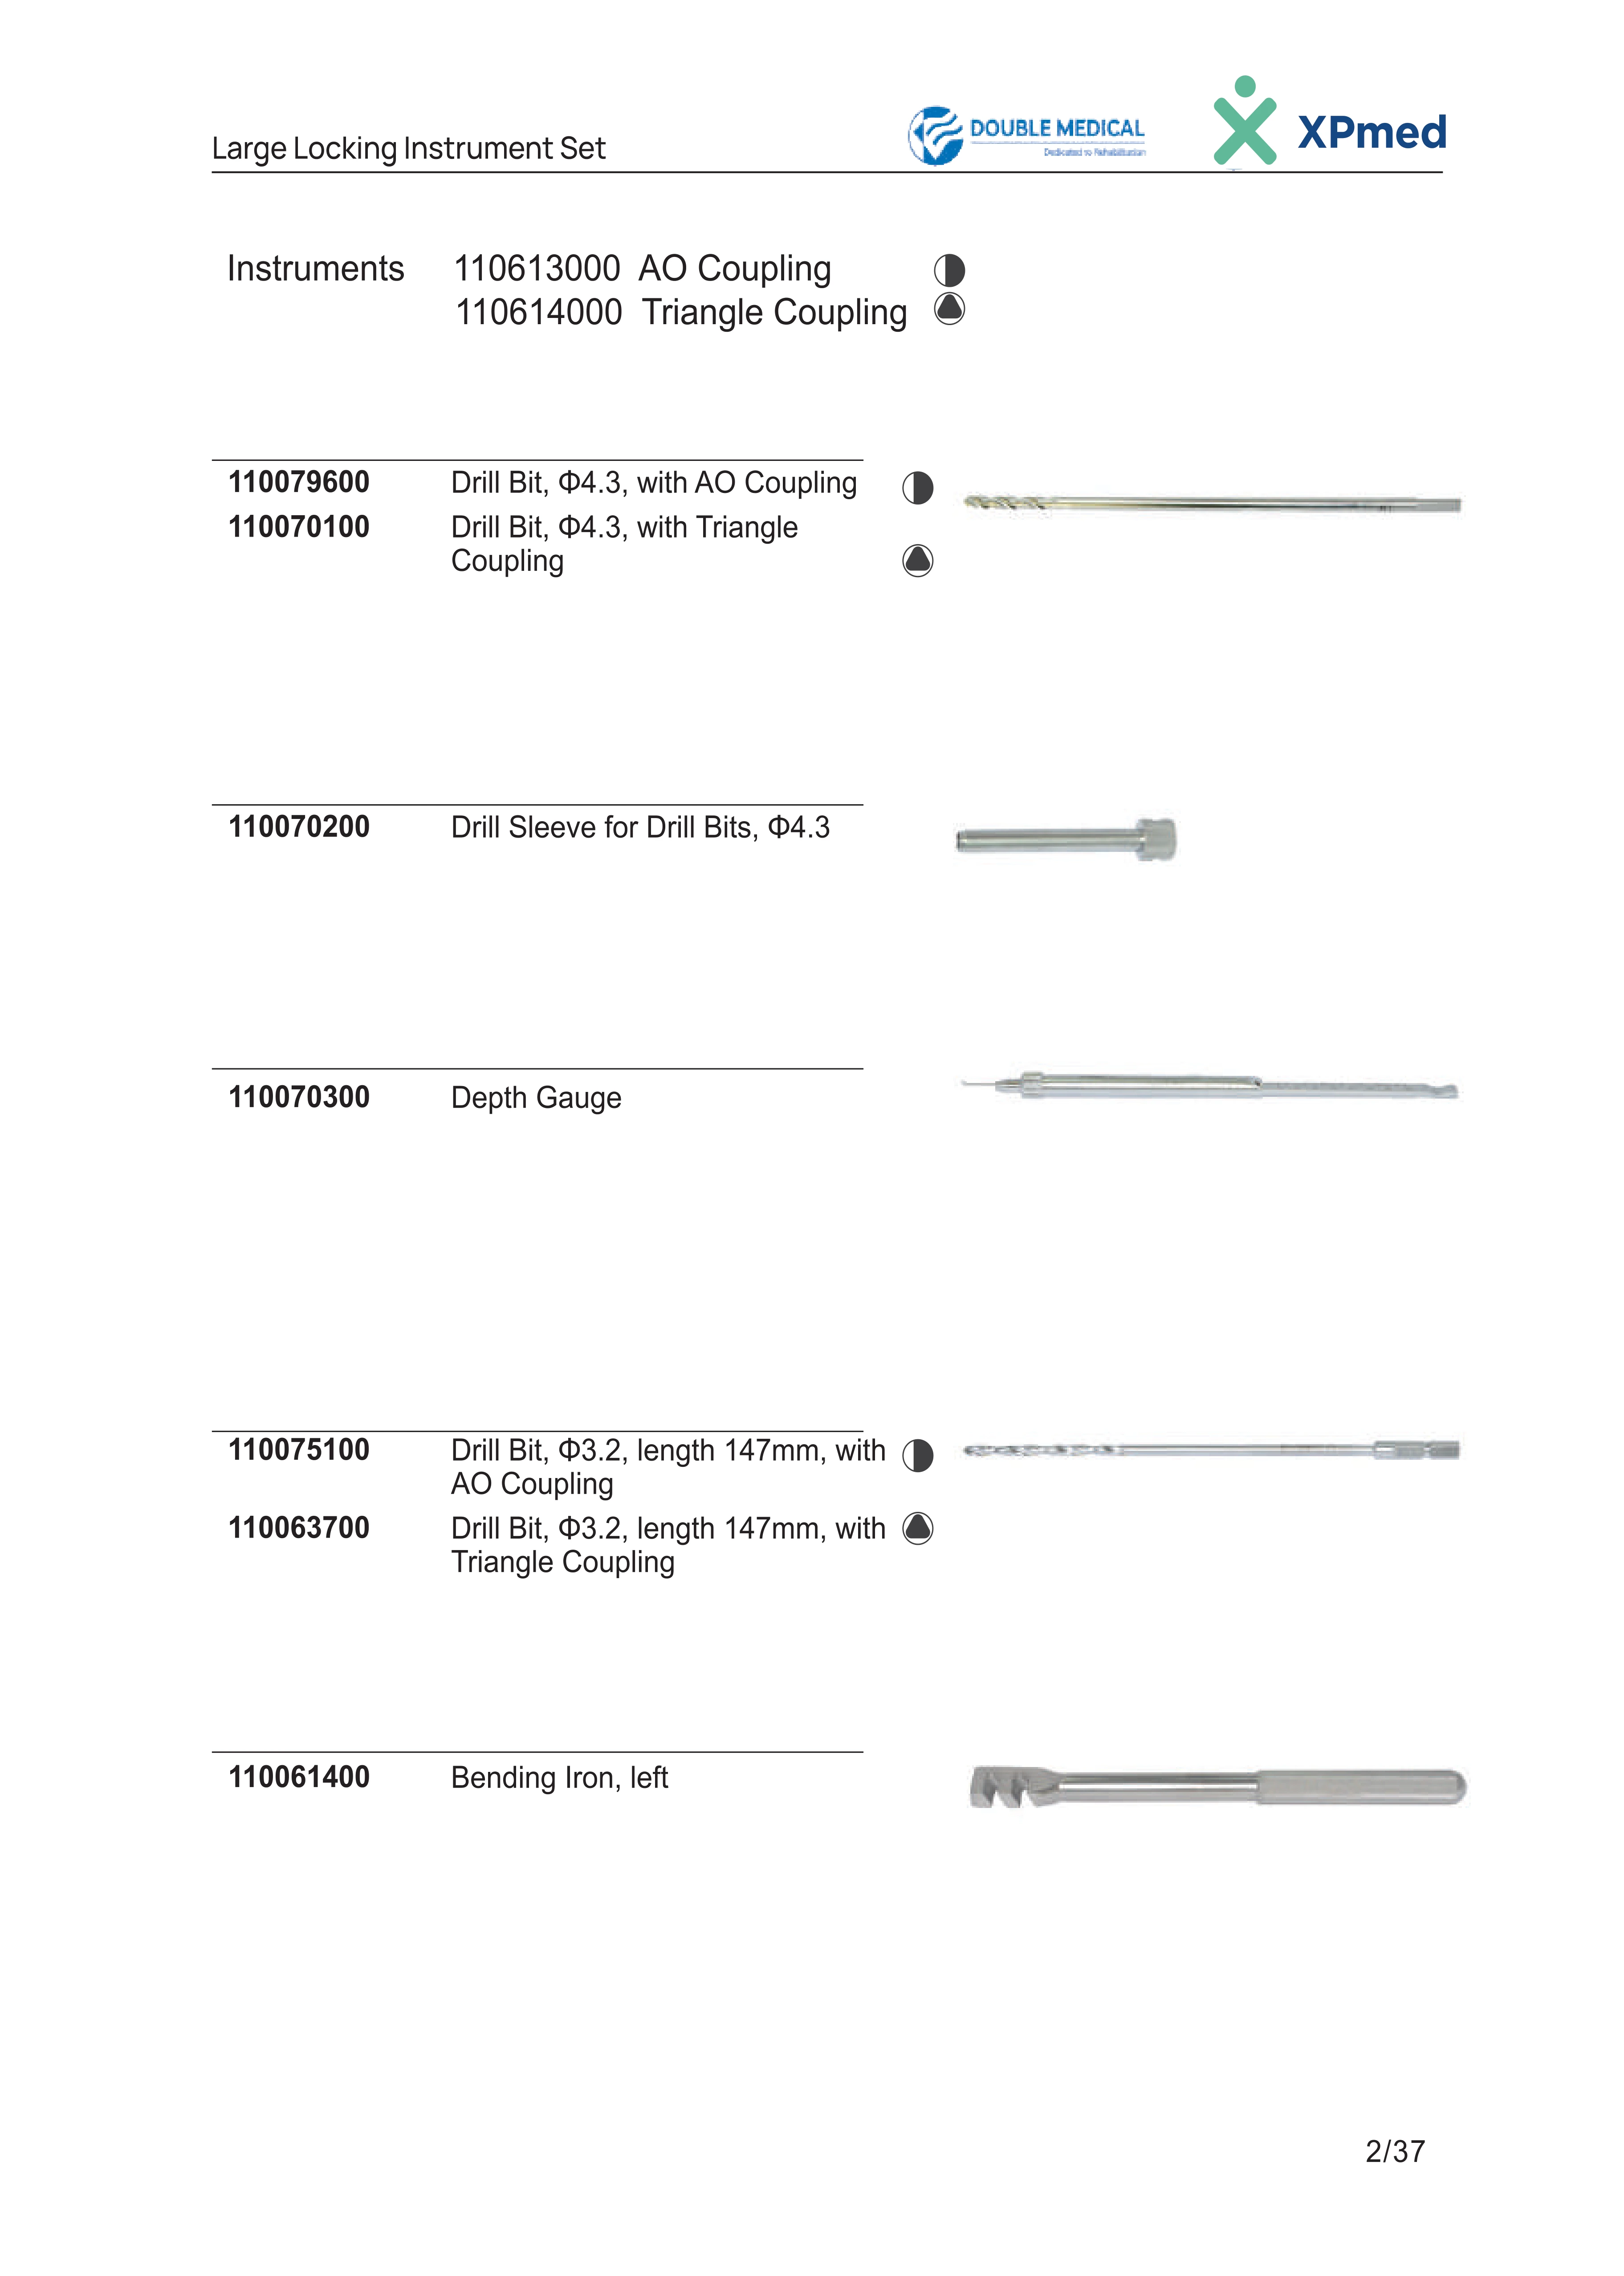 Large Locking Instrument Set
DOUBLE MEDICAL
Dedicated to Rehabilitation
XPmed
Instruments
110613000 AO Coupling
110614000 Triangle Coupling
110079600 Drill Bit, Φ4.3, with AO Coupling
110070100 Drill Bit, Φ4.3, with Triangle
Coupling
110070200 Drill Sleeve for Drill Bits, Φ4.3
110070300 Depth Gauge
110075100 Drill Bit, Φ3.2, length 147mm, with
AO Coupling
110063700 Drill Bit, Φ3.2, length 147mm, with
Triangle Coupling
110061400 Bending Iron, left
2/37